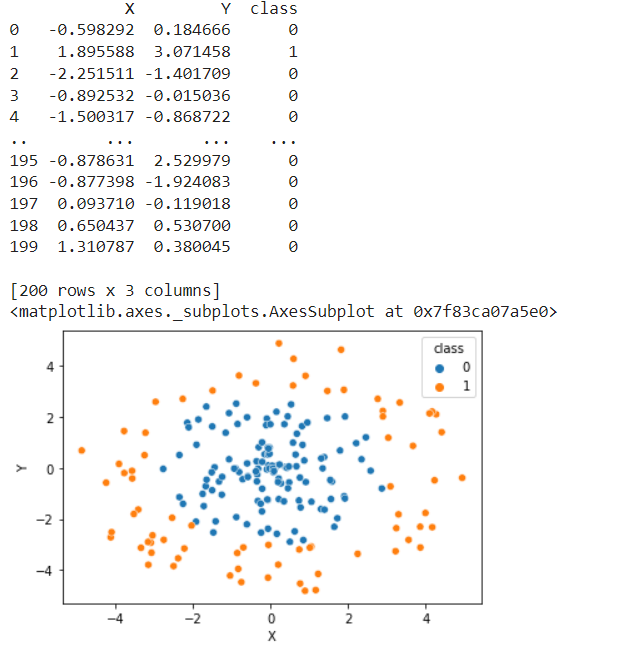 X Y class
0 -0.598292 0.184666 0
1 1.895588 3.071458 1
2 -2.251511 -1.401709 0
3 -0.892532 -0.015036 0
4 -1.500317 -0.868722 0
.. ... ... ...
195 -0.878631 2.529979 0
196 -0.877398 -1.924083 0
197 0.093710 -0.119018 0
198 0.650437 0.530700 0
199 1.310787 0.380045 0
[200 rows x 3 columns]
<matplotlib.axes._subplots.AxesSubplot at 0x7f83ca07a5e0>
class
0
1
4
2
0
−2
−4
Y
−4 −2 0 2 4
X